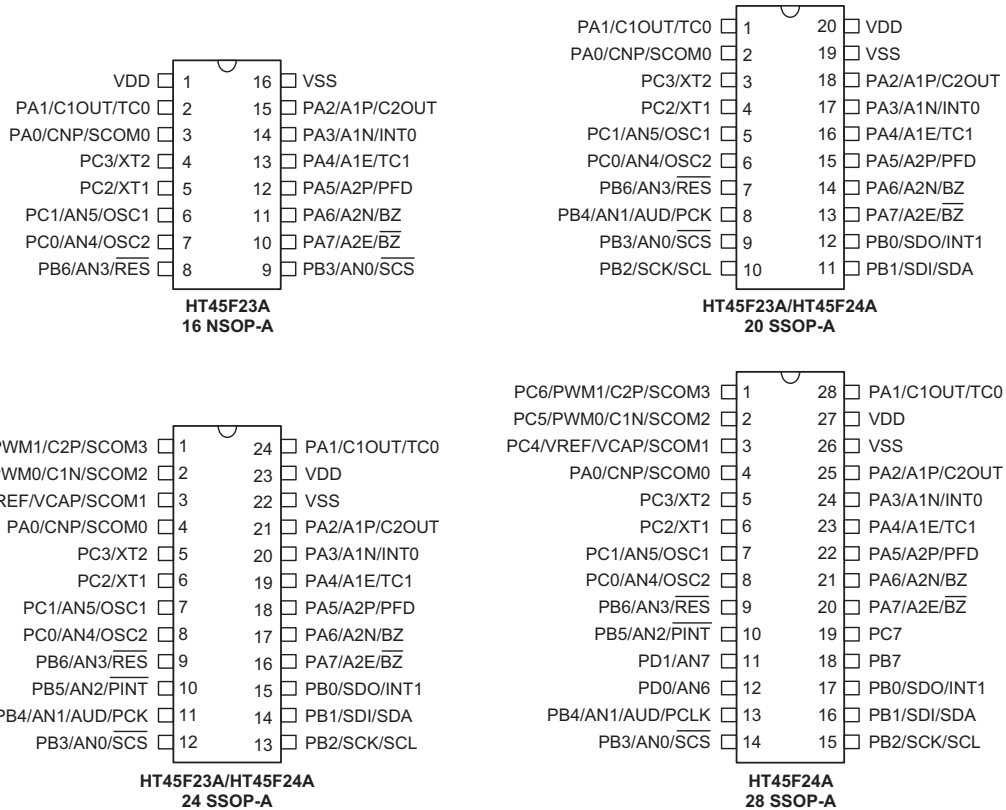 VDD 1 16 VSS
PA1/C1OUT/TC0 2 15 PA2/A1P/C2OUT
PA0/CNP/SCOM0 3 14 PA3/A1N/INT0
PC3/XT2 4 13 PA4/A1E/TC1
PC2/XT1 5 12 PA5/A2P/PFD
PC1/AN5/OSC1 6 11 PA6/A2N/BZ
PC0/AN4/OSC2 7 10 PA7/A2E/BZ
PB6/AN3/RES 8 9 PB3/AN0/SCS
HT45F23A
16 NSOP-A
PA1/C1OUT/TC0 1 20 VDD
PA0/CNP/SCOM0 2 19 VSS
PC3/XT2 3 18 PA2/A1P/C2OUT
PC2/XT1 4 17 PA3/A1N/INT0
PC1/AN5/OSC1 5 16 PA4/A1E/TC1
PC0/AN4/OSC2 6 15 PA5/A2P/PFD
PB6/AN3/RES 7 14 PA6/A2N/BZ
PB4/AN1/AUD/PCK 8 13 PA7/A2E/BZ
PB3/AN0/SCS 9 12 PB0/SDO/INT1
PB2/SCK/SCL 10 11 PB1/SDI/SDA
HT45F23A/HT45F24A
20 SSOP-A
PWM1/C2P/SCOM3 1 24 PA1/C1OUT/TC0
PWM0/C1N/SCOM2 2 23 VDD
REF/VCAP/SCOM1 3 22 VSS
PA0/CNP/SCOM0 4 21 PA2/A1P/C2OUT
PC3/XT2 5 20 PA3/A1N/INT0
PC2/XT1 6 19 PA4/A1E/TC1
PC1/AN5/OSC1 7 18 PA5/A2P/PFD
PC0/AN4/OSC2 8 17 PA6/A2N/BZ
PB6/AN3/RES 9 16 PA7/A2E/BZ
PB5/AN2/PINT 10 15 PB0/SDO/INT1
PB4/AN1/AUD/PCK 11 14 PB1/SDI/SDA
PB3/AN0/SCS 12 13 PB2/SCK/SCL
HT45F23A/HT45F24A
24 SSOP-A
PC6/PWM1/C2P/SCOM3 1 28 PA1/C1OUT/TC0
PC5/PWM0/C1N/SCOM2 2 27 VDD
PC4/VREF/VCAP/SCOM1 3 26 VSS
PA0/CNP/SCOM0 4 25 PA2/A1P/C2OUT
PC3/XT2 5 24 PA3/A1N/INT0
PC2/XT1 6 23 PA4/A1E/TC1
PC1/AN5/OSC1 7 22 PA5/A2P/PFD
PC0/AN4/OSC2 8 21 PA6/A2N/BZ
PB6/AN3/RES 9 20 PA7/A2E/BZ
PB5/AN2/PINT 10 19 PC7
PD1/AN7 11 18 PB7
PD0/AN6 12 17 PB0/SDO/INT1
PB4/AN1/AUD/PCLK 13 16 PB1/SDI/SDA
PB3/AN0/SCS 14 15 PB2/SCK/SCL
HT45F24A
28 SSOP-A